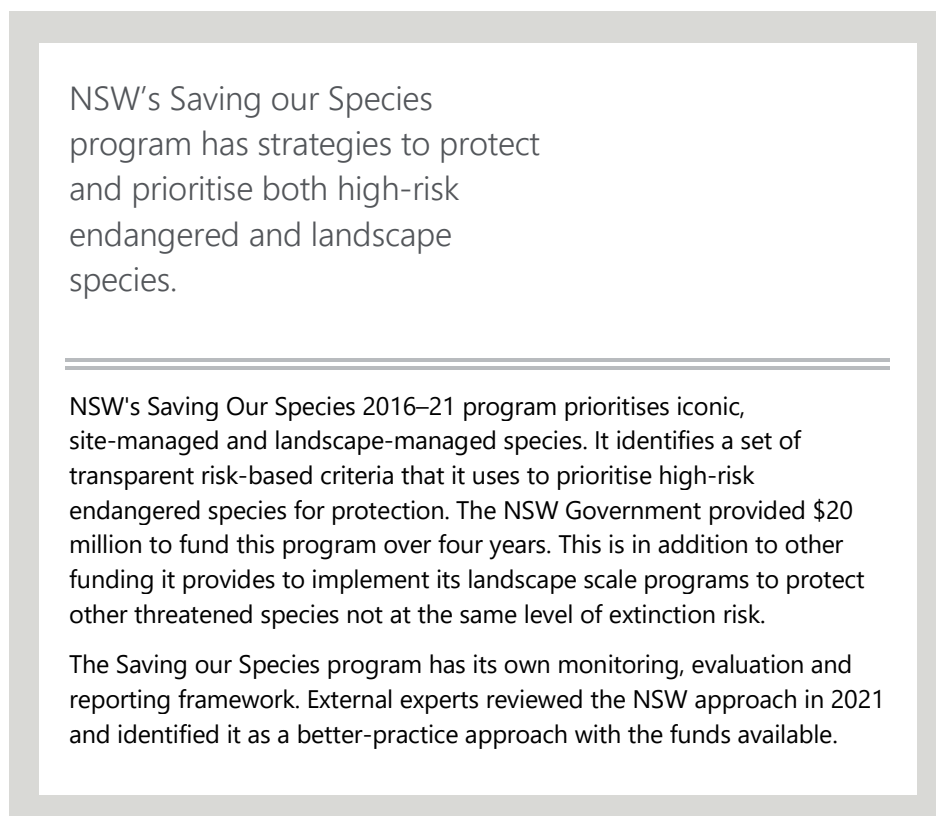 NSW’s Saving our Species
program has strategies to protect
and prioritise both high-risk
endangered and landscape
species.
NSW's Saving Our Species 2016–21 program prioritises iconic,
site-managed and landscape-managed species. It identifies a set of
transparent risk-based criteria that it uses to prioritise high-risk
endangered species for protection. The NSW Government provided $20
million to fund this program over four years. This is in addition to other
funding it provides to implement its landscape scale programs to protect
other threatened species not at the same level of extinction risk.
The Saving our Species program has its own monitoring, evaluation and
reporting framework. External experts reviewed the NSW approach in 2021
and identified it as a better-practice approach with the funds available.